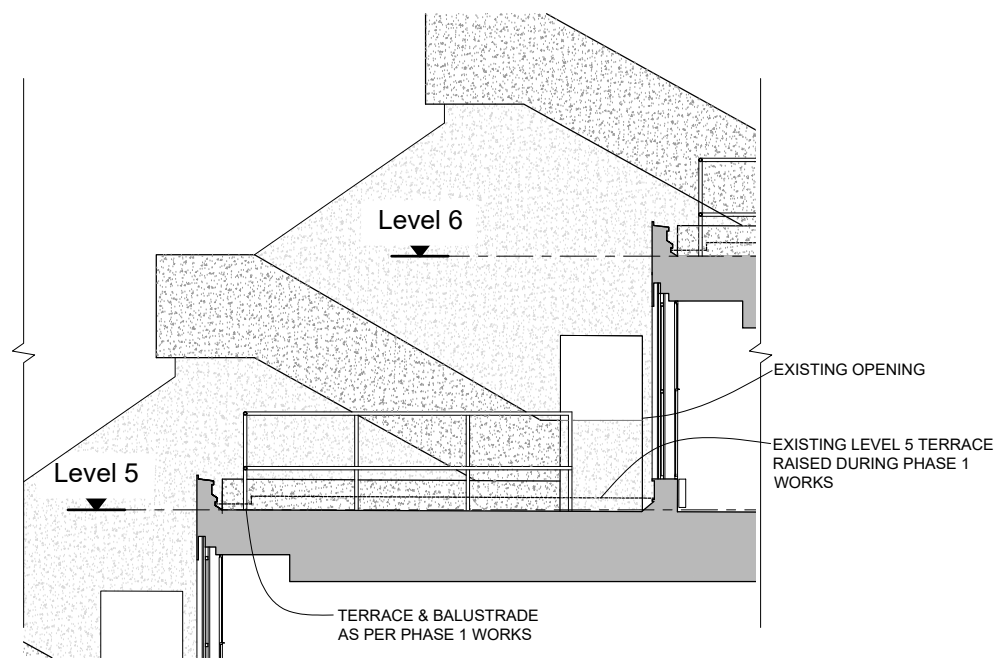 Level 6
EXISTING OPENING
EXISTING LEVEL 5 TERRACE
RAISED DURING PHASE 1
WORKS
Level 5
TERRACE & BALUSTRADE
AS PER PHASE 1 WORKS